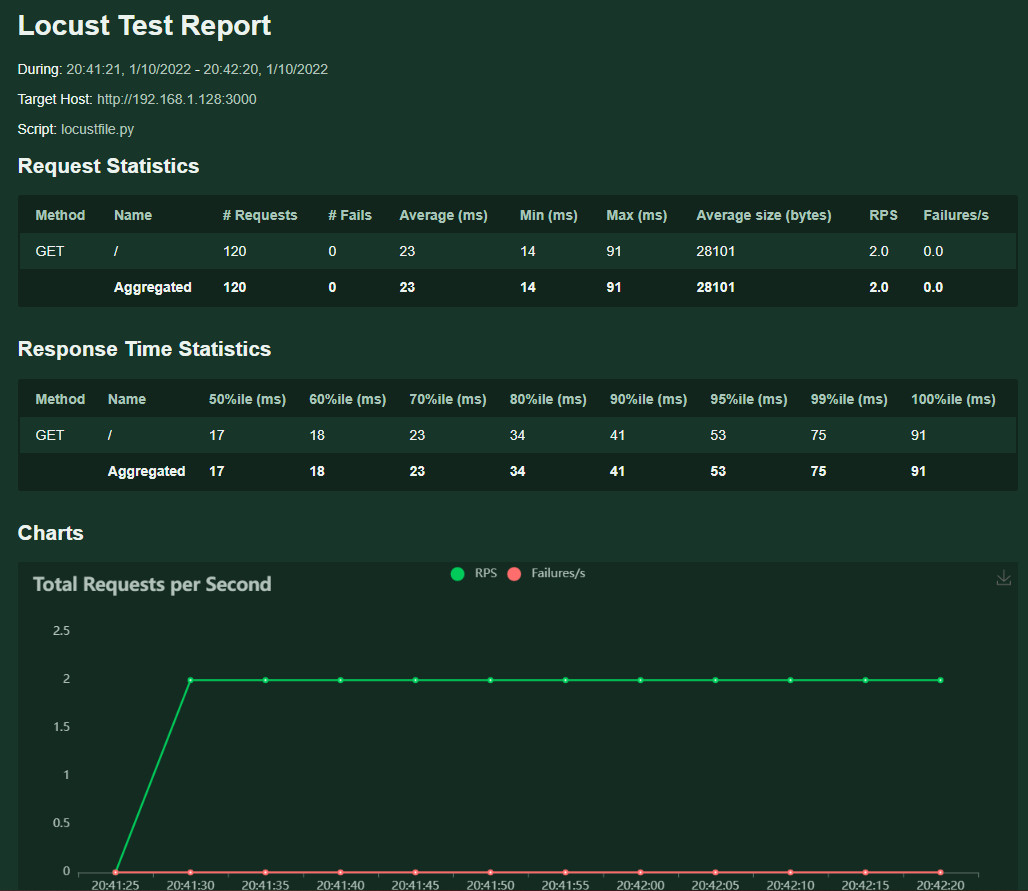 Locust Test Report
During: 20:41:21, 1/10/2022 - 20:42:20, 1/10/2022
Target Host: http://192.168.1.128:3000
Script: locustfile.py
Request Statistics
Method Name # Requests # Fails Average (ms) Min (ms) Max (ms) Average size (bytes) RPS Failures/s
GET / 120 0 23 14 91 28101 2.0 0.0
Aggregated 120 0 23 14 91 28101 2.0 0.0
Response Time Statistics
Method Name 50%ile (ms) 60%ile (ms) 70%ile (ms) 80%ile (ms) 90%ile (ms) 95%ile (ms) 99%ile (ms) 100%ile (ms)
GET / 17 18 23 34 41 53 75 91
Aggregated 17 18 23 34 41 53 75 91
Charts
Total Requests per Second RPS Failures/s
2.5
2
1.5
1
0.5
0
20:41:25 20:41:30 20:41:35 20:41:40 20:41:45 20:41:50 20:41:55 20:42:00 20:42:05 20:42:10 20:42:15 20:42:20